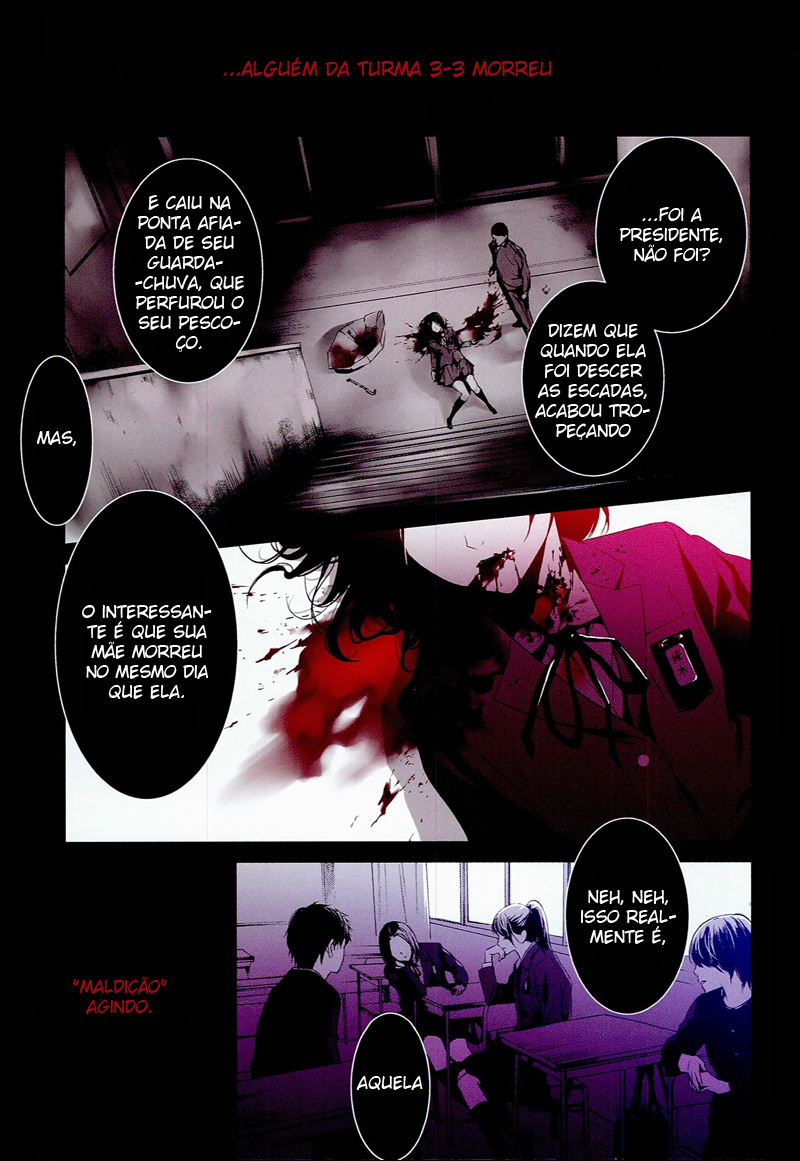 ...ALGUÉM DA TURMA 3-3 MORREU
...FOI A
PRESIDENTE,
NÃO FOI?
DIZEM QUE
QUANDO ELA
FOI DESCER
AS ESCADAS,
ACABOU TRO-
PEÇANDO
E CAIU NA
PONTA AFIA-
DA DE SEU
GUARDA-
-CHUVA, QUE
PERFUROU O
SEU PESCO-
ÇO.
MAS,
O INTERESSAN-
TE É QUE SUA
MÃE MORREU
NO MESMO DIA
QUE ELA.
NEH, NEH,
ISSO REAL-
MENTE É,
AQUELA
"MALDIÇÃO"
AGINDO.